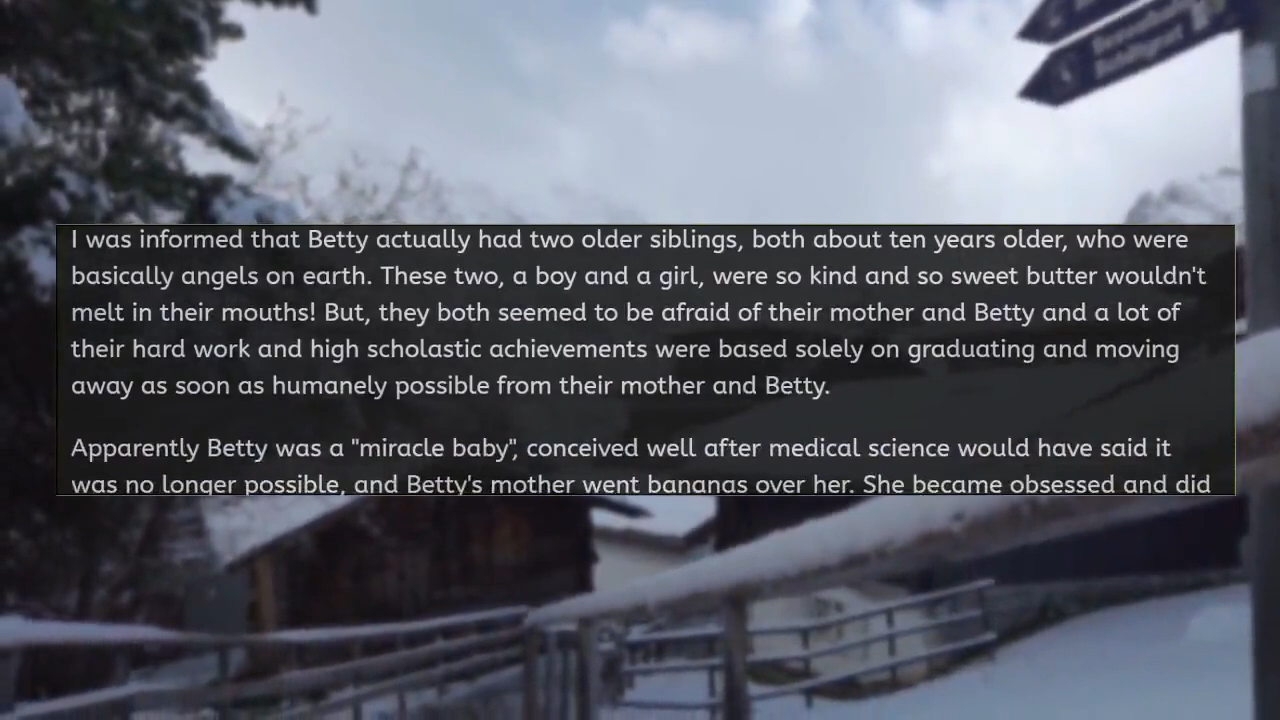 I was informed that Betty actually had two older siblings, both about ten years older, who were
basically angels on earth. These two, a boy and a girl, were so kind and so sweet butter wouldn't
melt in their mouths! But, they both seemed to be afraid of their mother and Betty and a lot of
their hard work and high scholastic achievements were based solely on graduating and moving
away as soon as humanely possible from their mother and Betty.
Apparently Betty was a "miracle baby", conceived well after medical science would have said it
was no longer possible, and Betty's mother went bananas over her. She became obsessed and did